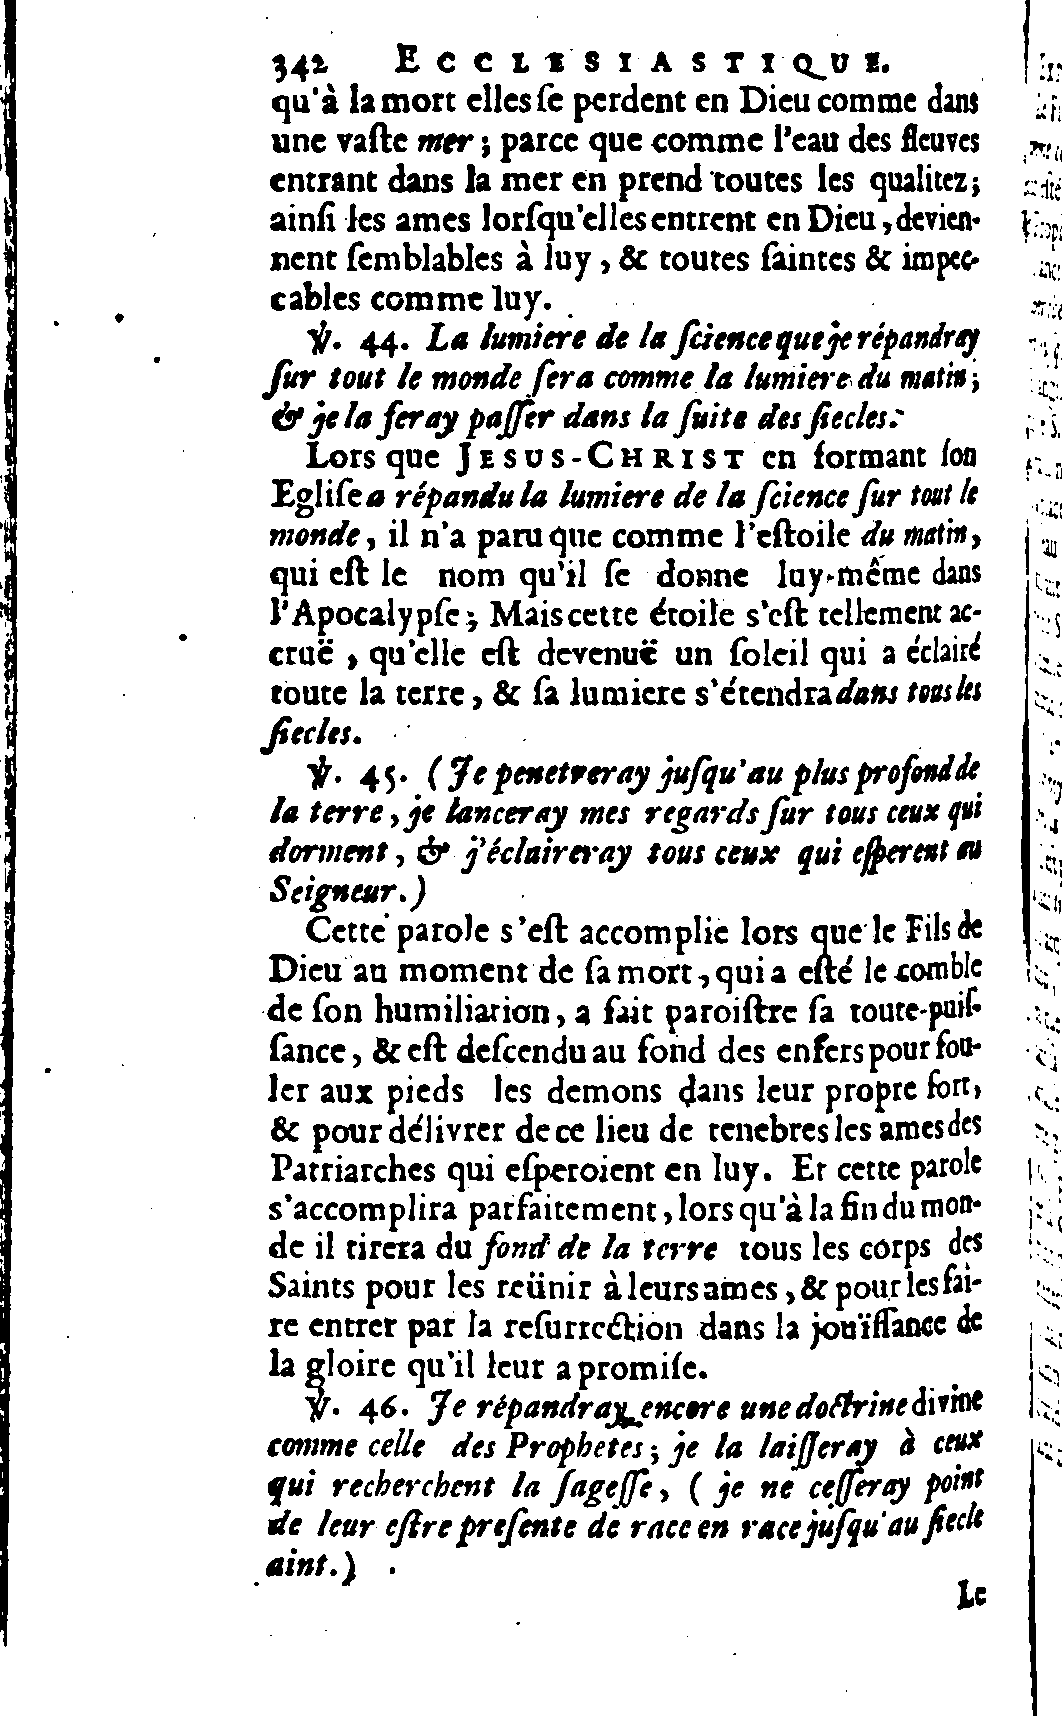 342 ECCLESIASTIQUE.
qu'à la mort elles ſe perdent en Dieu comme dans
une vaſte mer ; parce que comme l'eau des fleuves
entrant dans la mer en prend toutes les qualitez ;
ainſi les ames lorſqu'elles entrent en Dieu , devien-
nent ſemblables à luy , & toutes ſaintes & impec-
cables comme luy.
℣. 44. La lumiere de la ſcience que je répandray
ſur tout le monde ſera comme la lumiere du matin ;
& je la feray paſſer dans la ſuite des ſiecles.
Lors que JESUS-CHRIST en formant ſon
Egliſe a répandu la lumiere de la ſcience ſur tout le
monde , il n'a paru que comme l'eſtoile du matin ,
qui eſt le nom qu'il ſe donne luy-même dans
l'Apocalypſe ; Mais cette étoile s'eſt tellement ac-
cruë , qu'elle eſt devenuë un ſoleil qui a éclairé
toute la terre , & ſa lumiere s'étendra dans tous les
ſiecles.
℣. 45. ( Je penetreray juſqu'au plus profond de
la terre , je lanceray mes regards ſur tous ceux qui
dorment , & j'éclaireray tous ceux qui eſperent au
Seigneur. )
Cette parole s'eſt accomplie lors que le Fils de
Dieu au moment de ſa mort , qui a eſté le comble
de ſon humiliation , a fait paroiſtre ſa toute-puiſ-
ſance , & eſt deſcendu au fond des enfers pour fou-
ler aux pieds les demons dans leur propre fort ,
& pour délivrer de ce lieu de tenebres les ames des
Patriarches qui eſperoient en luy. Et cette parole
s'accomplira parfaitement , lors qu'à la fin du mon-
de il tirera du fond de la terre tous les corps des
Saints pour les reünir à leurs ames , & pour les fai-
re entrer par la reſurrection dans la jouïſſance de
la gloire qu'il leur a promiſe.
℣. 46. Je répandray encore une doctrine divine
comme celle des Prophetes ; je la laiſſeray à ceux
qui recherchent la ſageſſe , ( je ne ceſſeray point
de leur eſtre preſente de race en race juſqu'au ſiecle
aint. )
Le